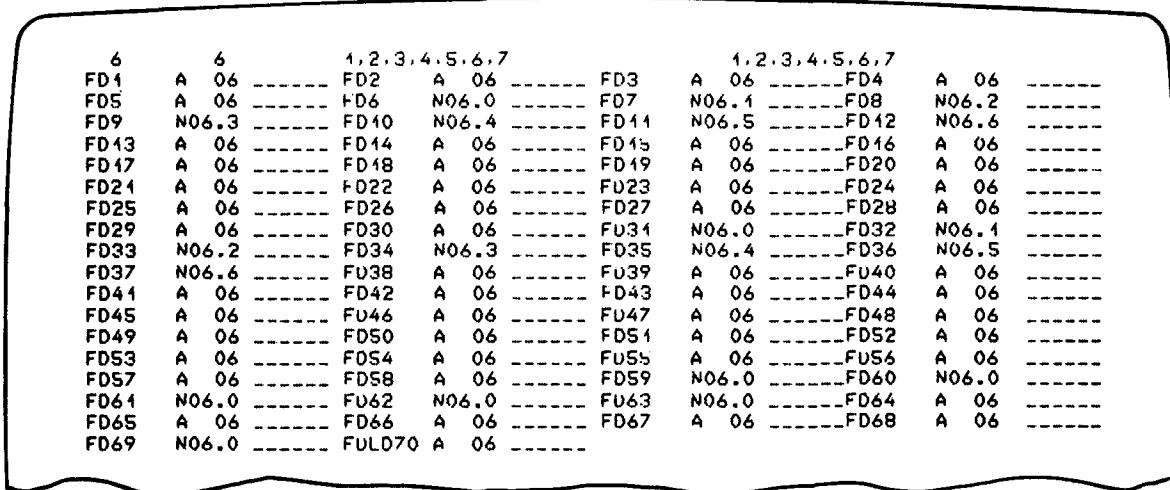 6 6 1,2,3,4,5,6,7 1,2,3,4,5,6,7
FD1 A 06 ______ FD2 A 06 ______ FD3 A 06 ______FD4 A 06 ______
FD5 A 06 ______ FD6 N06.0 ______ FD7 N06.1 ______FD8 N06.2 ______
FD9 N06.3 ______ FD10 N06.4 ______ FD11 N06.5 ______FD12 N06.6 ______
FD13 A 06 ______ FD14 A 06 ______ FD15 A 06 ______FD16 A 06 ______
FD17 A 06 ______ FD18 A 06 ______ FD19 A 06 ______FD20 A 06 ______
FD21 A 06 ______ FD22 A 06 ______ FD23 A 06 ______FD24 A 06 ______
FD25 A 06 ______ FD26 A 06 ______ FD27 A 06 ______FD28 A 06 ______
FD29 A 06 ______ FD30 A 06 ______ FD31 N06.0 ______FD32 N06.1 ______
FD33 N06.2 ______ FD34 N06.3 ______ FD35 N06.4 ______FD36 N06.5 ______
FD37 N06.6 ______ FD38 A 06 ______ FD39 A 06 ______FD40 A 06 ______
FD41 A 06 ______ FD42 A 06 ______ FD43 A 06 ______FD44 A 06 ______
FD45 A 06 ______ FD46 A 06 ______ FD47 A 06 ______FD48 A 06 ______
FD49 A 06 ______ FD50 A 06 ______ FD51 A 06 ______FD52 A 06 ______
FD53 A 06 ______ FD54 A 06 ______ FD55 A 06 ______FD56 A 06 ______
FD57 A 06 ______ FD58 A 06 ______ FD59 N06.0 ______FD60 N06.0 ______
FD61 N06.0 ______ FD62 N06.0 ______ FD63 N06.0 ______FD64 A 06 ______
FD65 A 06 ______ FD66 A 06 ______ FD67 A 06 ______FD68 A 06 ______
FD69 N06.0 ______ FDLD70 A 06 ______